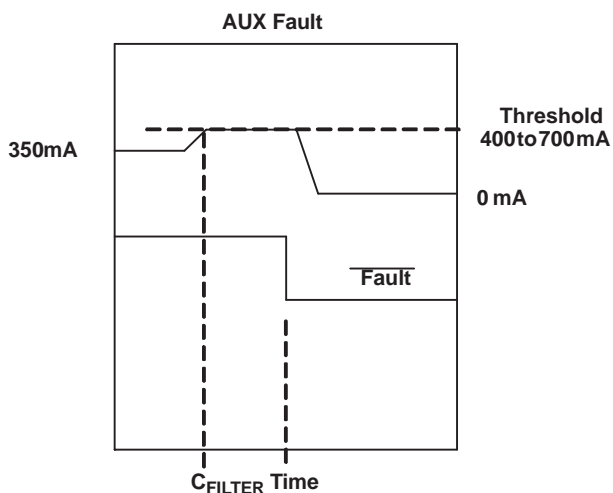 AUX Fault
Threshold
400to700mA
350mA
0 mA
Fault
CFILTER Time